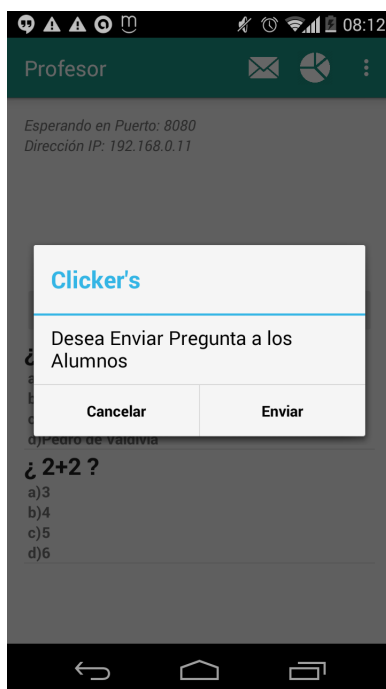 08:12
Profesor
Esperando en Puerto: 8080
Dirección IP: 192.168.0.11
Clicker's
Desea Enviar Pregunta a los
Alumnos
Cancelar
Enviar
¿
d)Pedro de Valdivia
¿ 2+2 ?
a)3
b)4
c)5
d)6